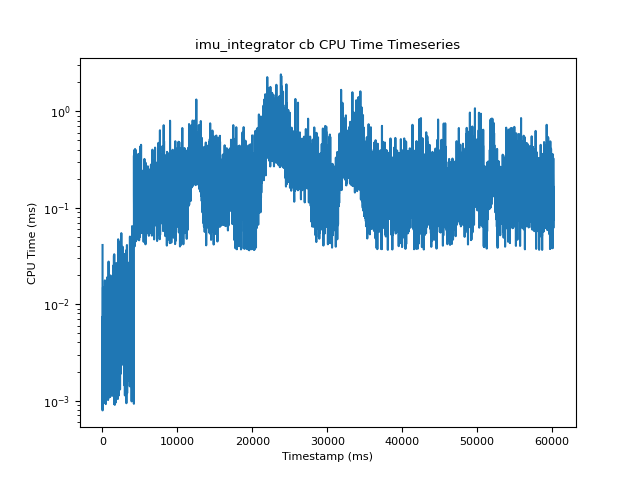 imu_integrator cb CPU Time Timeseries
CPU Time (ms)
10⁰
10⁻¹
10⁻²
10⁻³
0 10000 20000 30000 40000 50000 60000
Timestamp (ms)